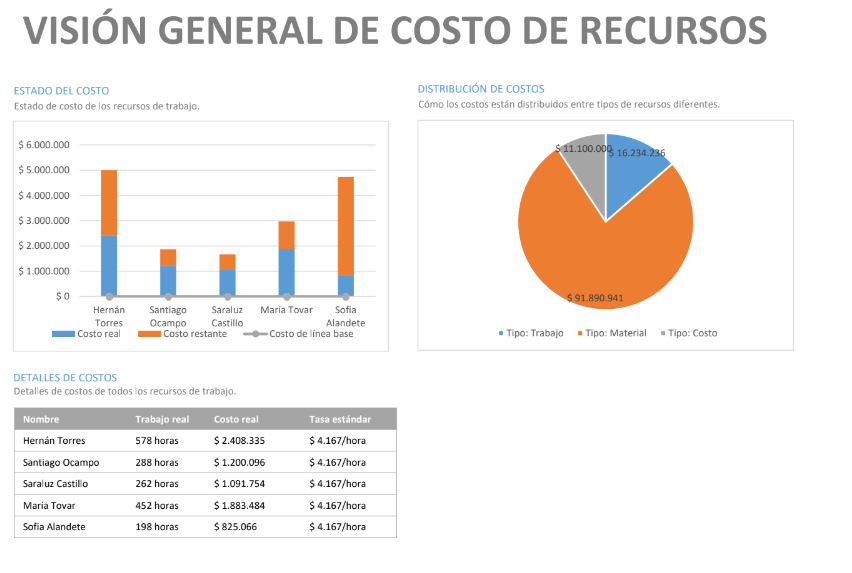 VISIÓN GENERAL DE COSTO DE RECURSOS
ESTADO DEL COSTO
Estado de costo de los recursos de trabajo.
$ 6.000.000
$ 5.000.000
$ 4.000.000
$ 3.000.000
$ 2.000.000
$ 1.000.000
$ 0
Hernán Torres
Santiago Ocampo
Saraluz Castillo
María Tovar
Sofia Alandete
Costo real Costo restante Costo de línea base
DISTRIBUCIÓN DE COSTOS
Cómo los costos están distribuidos entre tipos de recursos diferentes.
$ 11.100.000
$ 16.234.236
$ 91.890.941
Tipo: Trabajo Tipo: Material Tipo: Costo
DETALLES DE COSTOS
Detalles de costos de todos los recursos de trabajo.
Nombre Trabajo real Costo real Tasa estándar
Hernán Torres 578 horas $ 2.408.335 $ 4.167/hora
Santiago Ocampo 288 horas $ 1.200.096 $ 4.167/hora
Saraluz Castillo 262 horas $ 1.091.754 $ 4.167/hora
María Tovar 452 horas $ 1.883.484 $ 4.167/hora
Sofia Alandete 198 horas $ 825.066 $ 4.167/hora